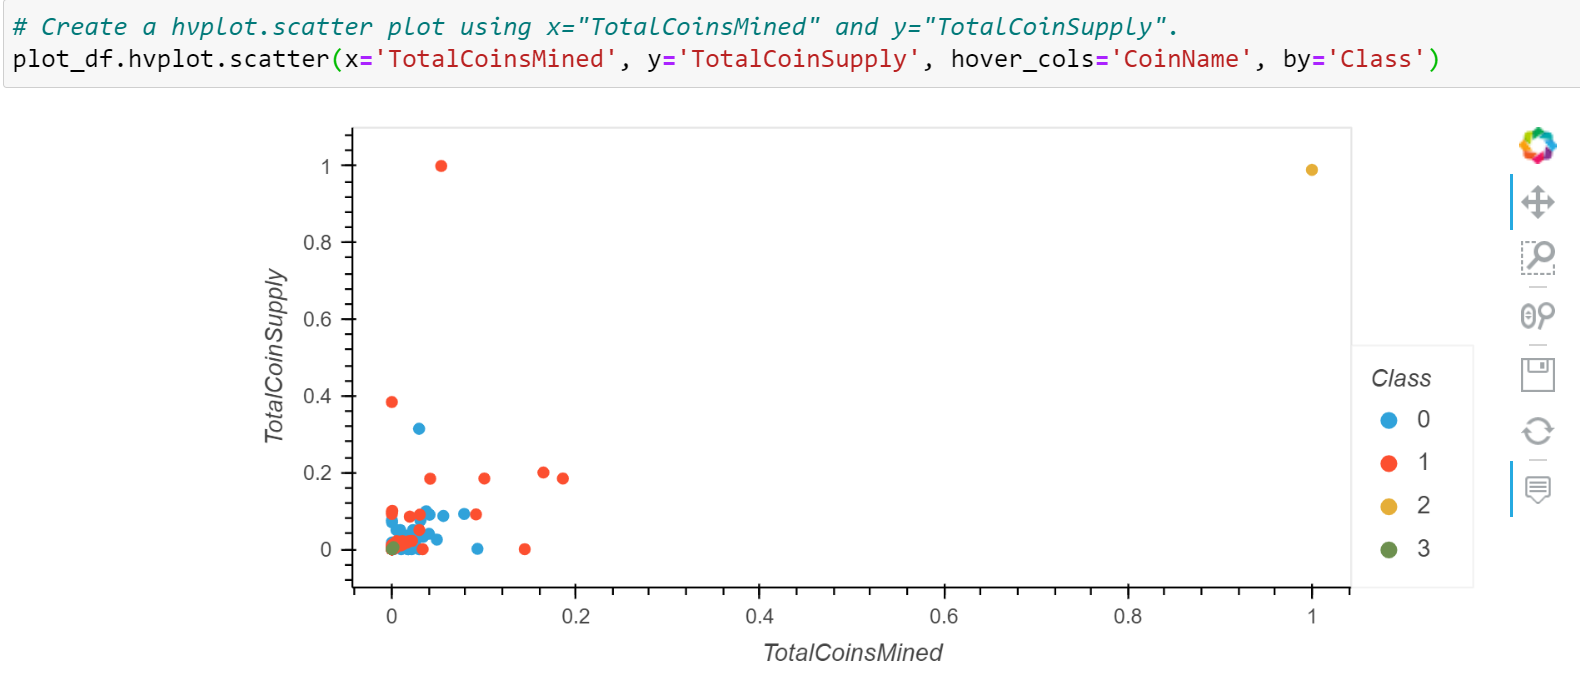 # Create a hvplot.scatter plot using x="TotalCoinsMined" and y="TotalCoinSupply".
plot_df.hvplot.scatter(x='TotalCoinsMined', y='TotalCoinSupply', hover_cols='CoinName', by='Class')
TotalCoinSupply
1
0.8
0.6
0.4
0.2
0
Class
0
1
2
3
0 0.2 0.4 0.6 0.8 1
TotalCoinsMined